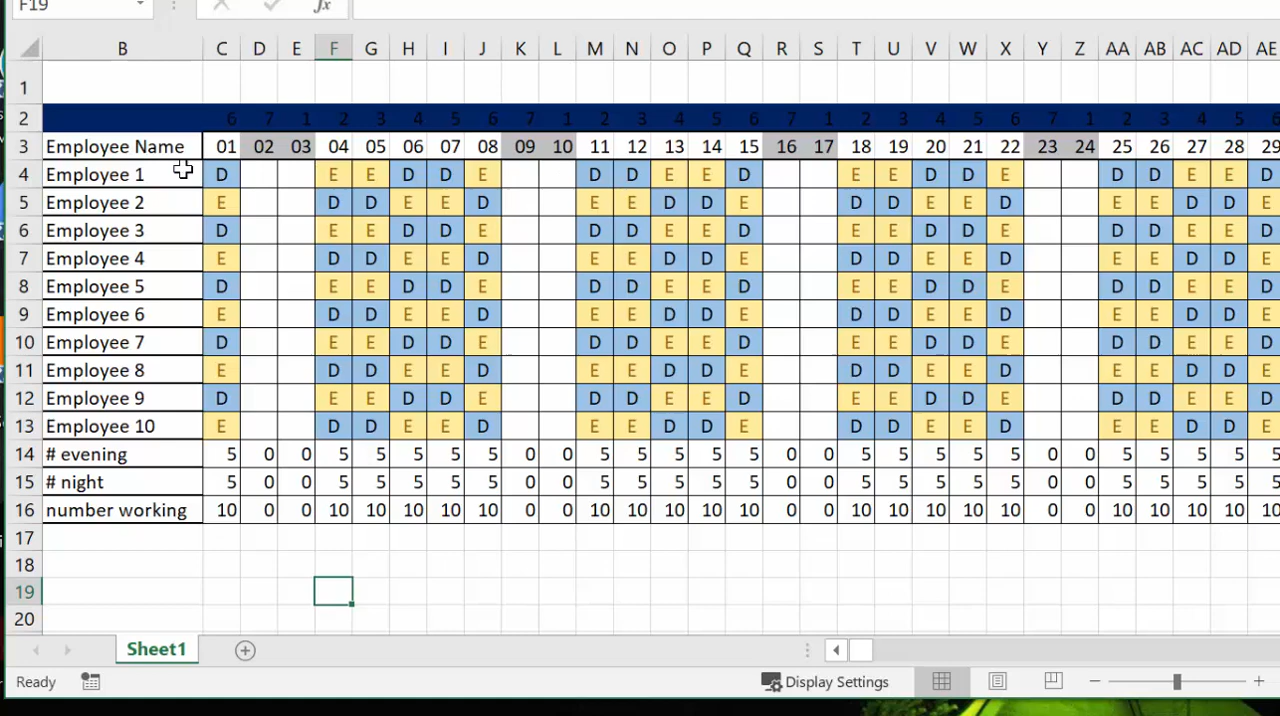 F19 fx
B C D E F G H I J K L M N O P Q R S T U V W X Y Z AA AB AC AD AE
1
2 6 7 1 2 3 4 5 6 7 1 2 3 4 5 6 7 1 2 3 4 5 6 7 1 2 3 4 5
3 Employee Name 01 02 03 04 05 06 07 08 09 10 11 12 13 14 15 16 17 18 19 20 21 22 23 24 25 26 27 28 29
4 Employee 1 D E E D D E D D E E D E E D D E D D E E D
5 Employee 2 E D D E E D E E D D E D D E E D E E D D E
6 Employee 3 D E E D D E D D E E D E E D D E D D E E D
7 Employee 4 E D D E E D E E D D E D D E E D E E D D E
8 Employee 5 D E E D D E D D E E D E E D D E D D E E D
9 Employee 6 E D D E E D E E D D E D D E E D E E D D E
10 Employee 7 D E E D D E D D E E D E E D D E D D E E D
11 Employee 8 E D D E E D E E D D E D D E E D E E D D E
12 Employee 9 D E E D D E D D E E D E E D D E D D E E D
13 Employee 10 E D D E E D E E D D E D D E E D E E D D E
14 # evening 5 0 0 5 5 5 5 5 0 0 5 5 5 5 5 0 0 5 5 5 5 5 0 0 5 5 5 5 5
15 # night 5 0 0 5 5 5 5 5 0 0 5 5 5 5 5 0 0 5 5 5 5 5 0 0 5 5 5 5 5
16 number working 10 0 0 10 10 10 10 10 0 0 10 10 10 10 10 0 0 10 10 10 10 10 0 0 10 10 10 10 10
17
18
19
20
Sheet1
Ready Display Settings